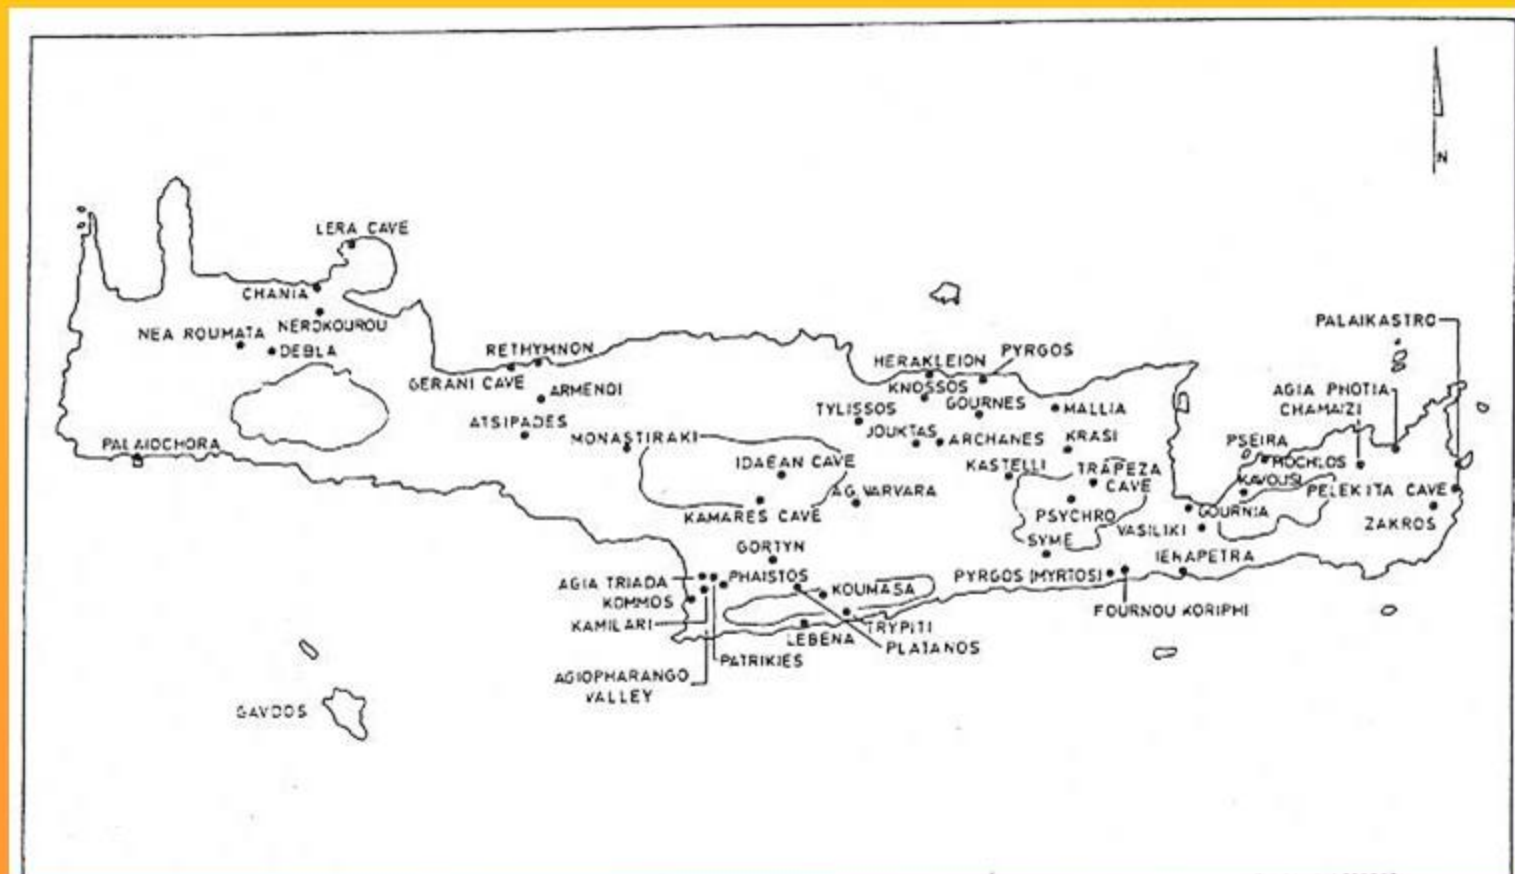 N
LERA CAVE
CHANIA
NEROKOUROU
NEA ROUMATA
DEBLA
PALAIOCHORA
RETHYMNON
GERANI CAVE
ARMENOI
ATSIPADES
MONASTIRAKI
IDAEAN CAVE
KAMARES CAVE
AG. VARVARA
HERAKLEION
PYRGOS
KNOSSOS
GOURNES
TYLISSOS
JOUKTAS
ARCHANES
MALLIA
KRASI
KASTELLI
TRAPEZA
CAVE
PSYCHRO
SYME
PALAIKASTRO
AGIA PHOTIA
CHAMAIZI
PSEIRA
MOCHLOS
KAVOUSI
PELEKITA CAVE
ZAKROS
GOURNIA
VASILIKI
IERAPETRA
PYRGOS (MYRTOS)
FOURNOU KORIPHI
GORTYN
AGIA TRIADA
PHAISTOS
KOMMOS
KAMILARI
KOUMASA
LEBENA
TRYPITI
PLATANOS
PATRIKIES
AGIOPHARANGO
VALLEY
GAVDOS